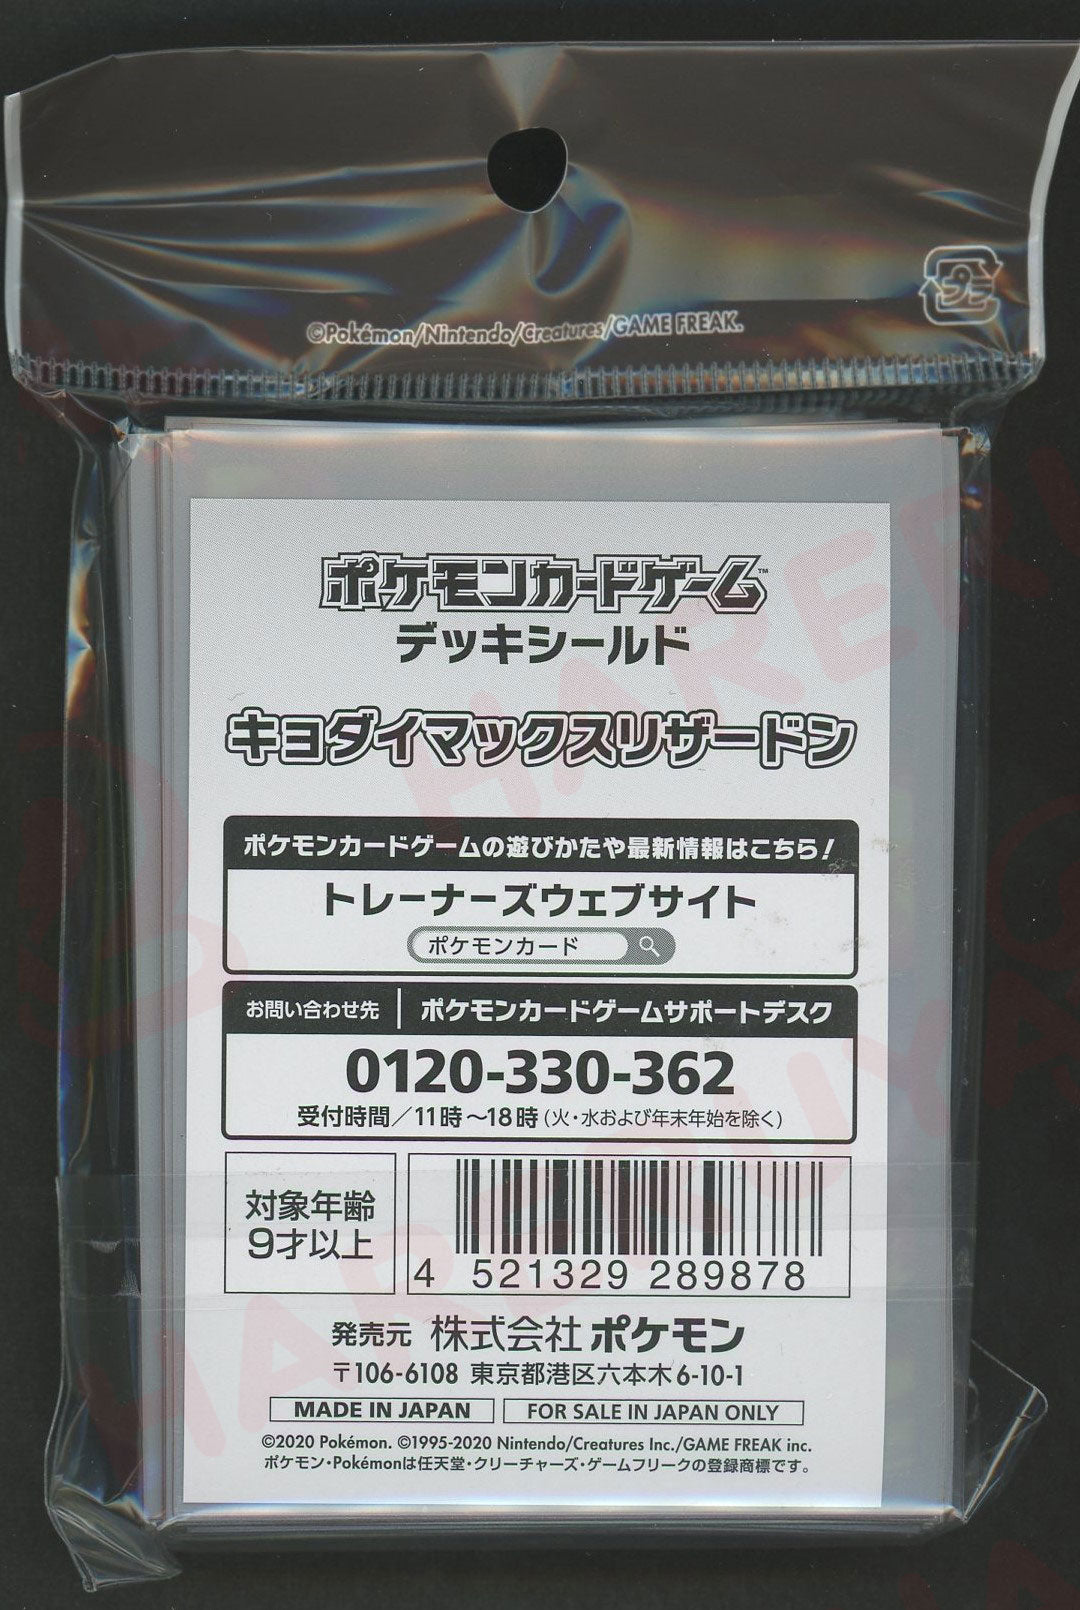 ©Pokémon/Nintendo/Creatures/GAME FREAK.
プラ
ポケモンカードゲーム™
デッキシールド
キョダイマックスリザードン
ポケモンカードゲームの遊びかたや最新情報はこちら!
トレーナーズウェブサイト
ポケモンカード
お問い合わせ先 ポケモンカードゲームサポートデスク
0120-330-362
受付時間/11時~18時(火・水および年末年始を除く)
対象年齢
9才以上
4 521329 289878
発売元 株式会社ポケモン
〒106-6108 東京都港区六本木6-10-1
MADE IN JAPAN FOR SALE IN JAPAN ONLY
©2020 Pokémon. ©1995-2020 Nintendo/Creatures Inc./GAME FREAK inc.
ポケモン・Pokémonは任天堂・クリーチャーズ・ゲームフリークの登録商標です。
HARERUYA
HARERUYA